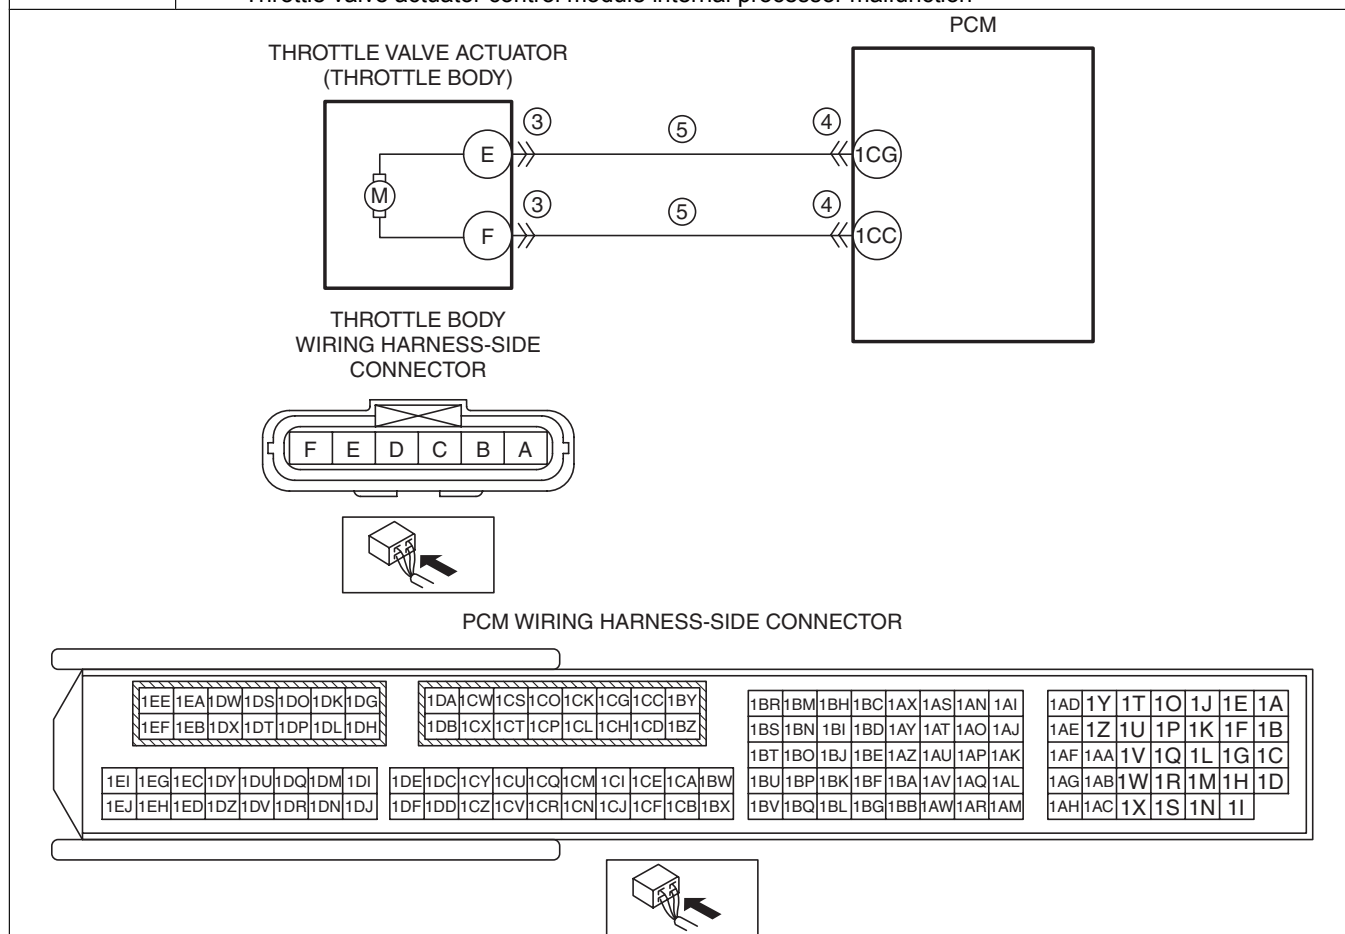 Throttle valve actuator control module internal processor malfunction
PCM
THROTTLE VALVE ACTUATOR
(THROTTLE BODY)
3 5 4
E 1CG
M
3 5 4
F 1CC
THROTTLE BODY
WIRING HARNESS-SIDE
CONNECTOR
F E D C B A
PCM WIRING HARNESS-SIDE CONNECTOR
1EE 1EA 1DW 1DS 1DO 1DK 1DG
1EF 1EB 1DX 1DT 1DP 1DL 1DH
1EI 1EG 1EC 1DY 1DU 1DQ 1DM 1DI
1EJ 1EH 1ED 1DZ 1DV 1DR 1DN 1DJ
1DA 1CW 1CS 1CO 1CK 1CG 1CC 1BY
1DB 1CX 1CT 1CP 1CL 1CH 1CD 1BZ
1DE 1DC 1CY 1CU 1CQ 1CM 1CI 1CE 1CA 1BW
1DF 1DD 1CZ 1CV 1CR 1CN 1CJ 1CF 1CB 1BX
1BR 1BM 1BH 1BC 1AX 1AS 1AN 1AI
1BS 1BN 1BI 1BD 1AY 1AT 1AO 1AJ
1BT 1BO 1BJ 1BE 1AZ 1AU 1AP 1AK
1BU 1BP 1BK 1BF 1BA 1AV 1AQ 1AL
1BV 1BQ 1BL 1BG 1BB 1AW 1AR 1AM
1AD 1Y 1T 1O 1J 1E 1A
1AE 1Z 1U 1P 1K 1F 1B
1AF 1AA 1V 1Q 1L 1G 1C
1AG 1AB 1W 1R 1M 1H 1D
1AH 1AC 1X 1S 1N 1I